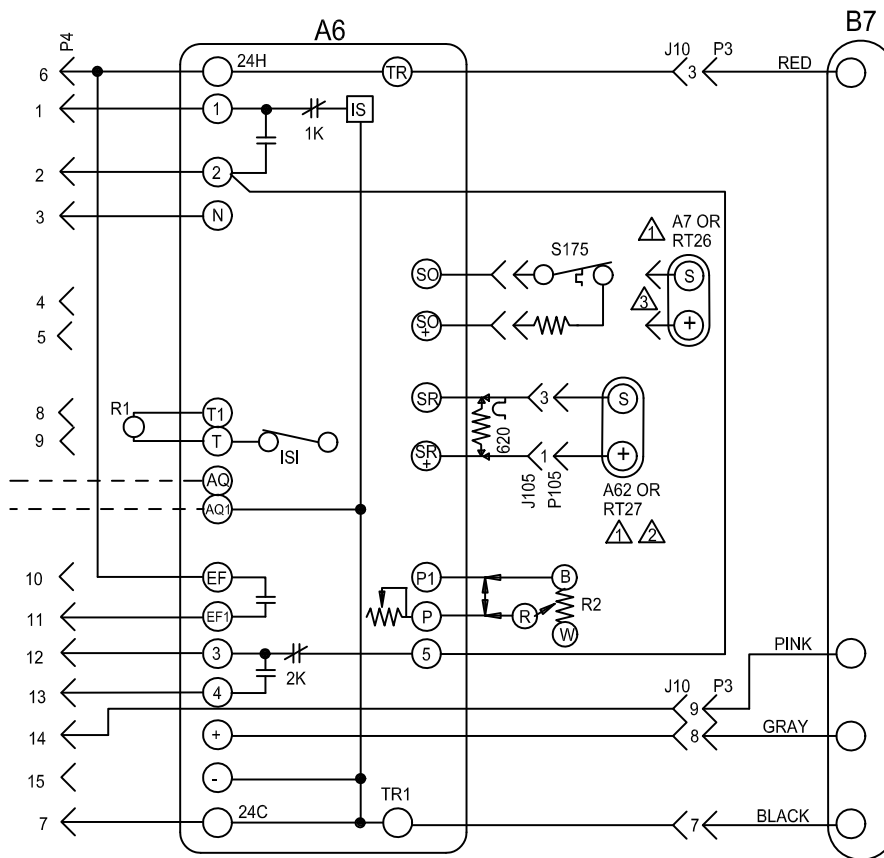 A6
B7
P4
6
24H
TR
J10
P3
3
RED
1
1
1K
IS
2
2
3
N
1
A7 OR
RT26
S175
SO
S
4
3
5
SO
+
+
8
R1
T1
SR
3
S
9
T
ISI
620
SR
+
1
+
AQ
J105
P105
A62 OR
RT27
AQ1
1
2
10
EF
P1
B
11
EF1
P
R
R2
W
12
3
5
PINK
2K
13
4
J10
P3
9
14
+
8
GRAY
15
-
7
24C
TR1
7
BLACK